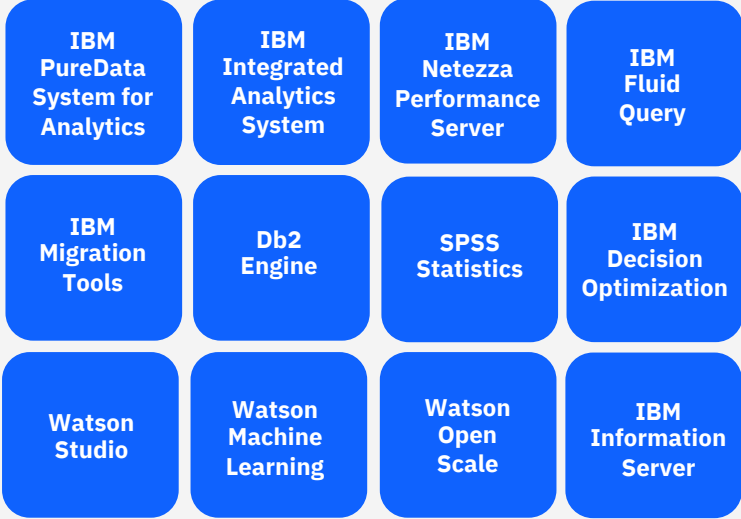 IBM
PureData
System for
Analytics
IBM
Integrated
Analytics
System
IBM
Netezza
Performance
Server
IBM
Fluid
Query
IBM
Migration
Tools
Db2
Engine
SPSS
Statistics
IBM
Decision
Optimization
Watson
Studio
Watson
Machine
Learning
Watson
Open
Scale
IBM
Information
Server